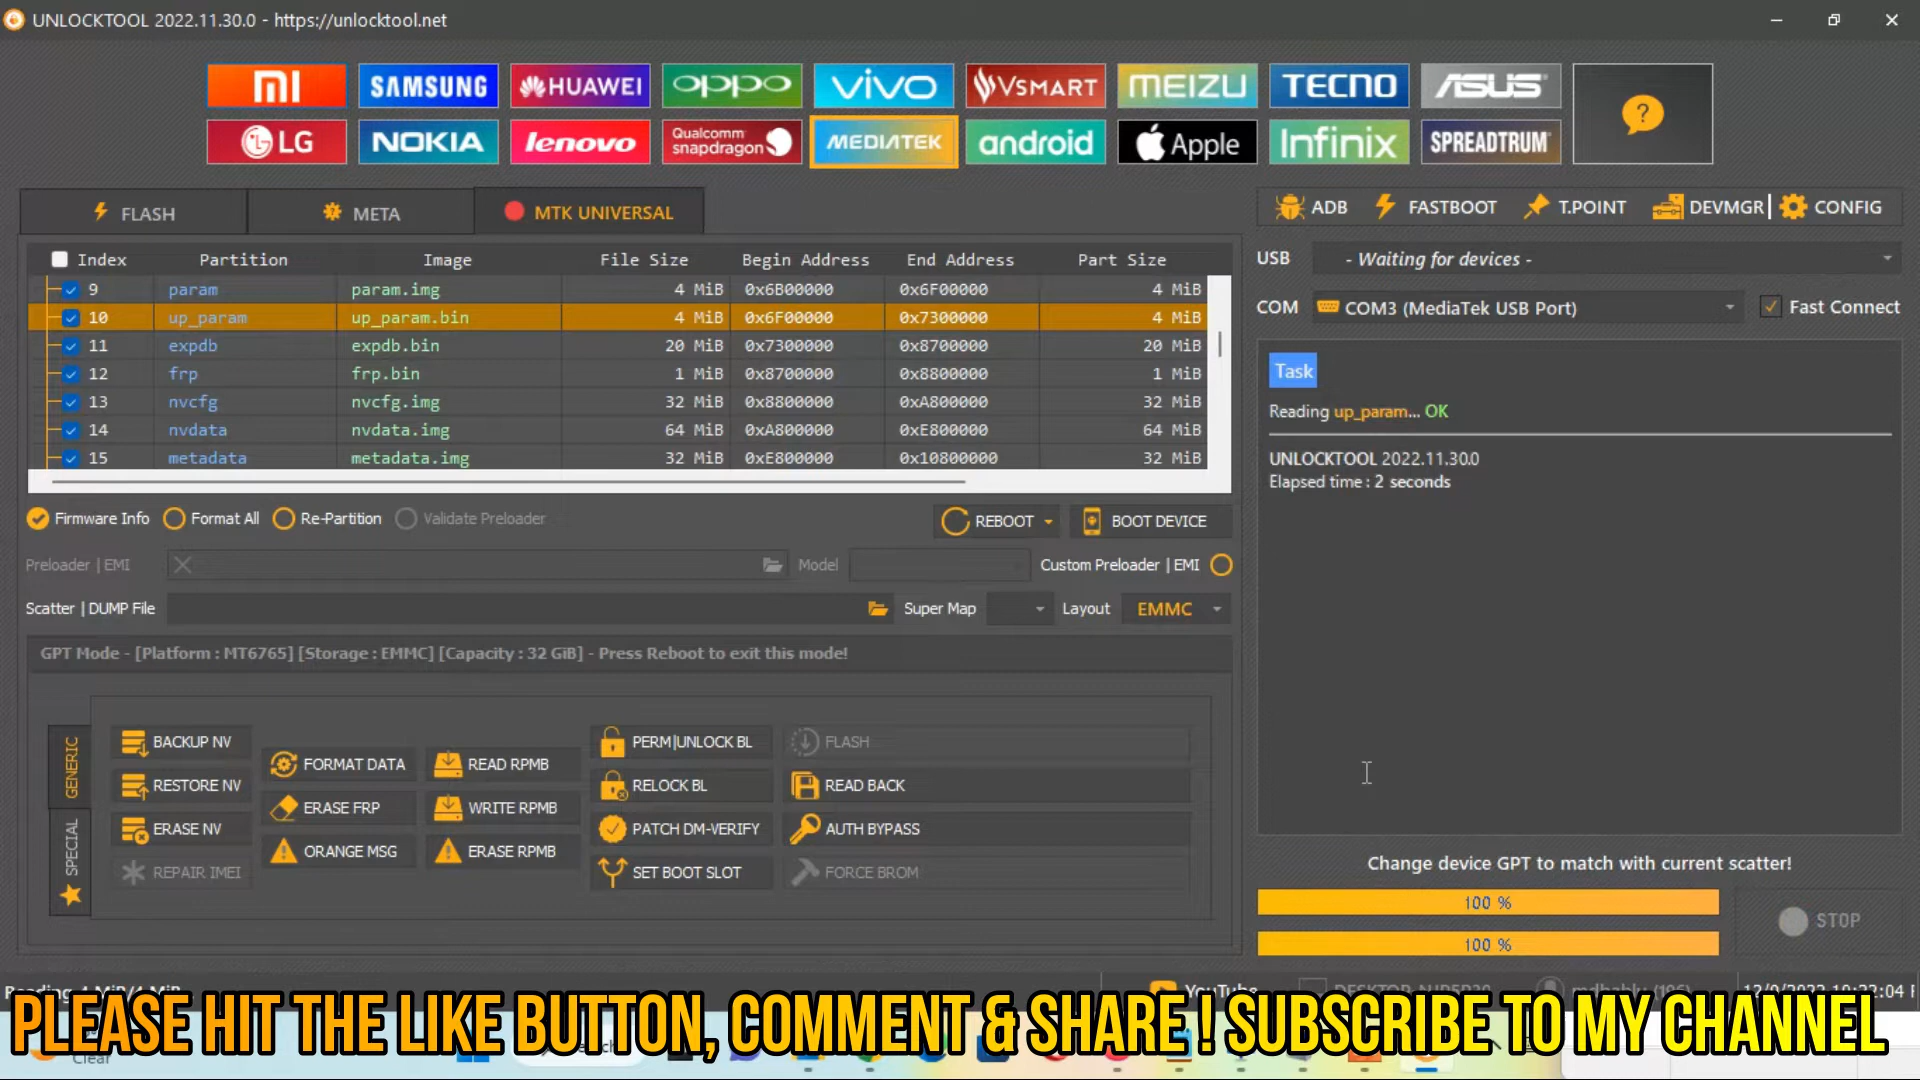 UNLOCKTOOL 2022.11.30.0 - https://unlocktool.net
MI SAMSUNG HUAWEI oppo vivo VSMART MEIZU TECNO ASUS ?
LG NOKIA lenovo Qualcomm snapdragon MEDIATEK android Apple Infinix SPREADTRUM
FLASH META MTK UNIVERSAL
ADB FASTBOOT T.POINT DEVMGR CONFIG
USB - Waiting for devices -
COM COM3 (MediaTek USB Port) Fast Connect
Index Partition Image File Size Begin Address End Address Part Size
9 param param.img 4 MiB 0x6B00000 0x6F00000 4 MiB
10 up_param up_param.bin 4 MiB 0x6F00000 0x7300000 4 MiB
11 expdb expdb.bin 20 MiB 0x7300000 0x8700000 20 MiB
12 frp frp.bin 1 MiB 0x8700000 0x8800000 1 MiB
13 nvcfg nvcfg.img 32 MiB 0x8800000 0xA800000 32 MiB
14 nvdata nvdata.img 64 MiB 0xA800000 0xE800000 64 MiB
15 metadata metadata.img 32 MiB 0xE800000 0x10800000 32 MiB
Task
Reading up_param... OK
UNLOCKTOOL 2022.11.30.0
Elapsed time : 2 seconds
Firmware Info Format All Re-Partition Validate Preloader REBOOT BOOT DEVICE
Preloader | EMI Model Custom Preloader | EMI
Scatter | DUMP File Super Map Layout EMMC
GPT Mode - [Platform : MT6765] [Storage : EMMC] [Capacity : 32 GiB] - Press Reboot to exit this mode!
GENERIC
SPECIAL
BACKUP NV
RESTORE NV
ERASE NV
REPAIR IMEI
FORMAT DATA
ERASE FRP
ORANGE MSG
READ RPMB
WRITE RPMB
ERASE RPMB
PERM|UNLOCK BL
RELOCK BL
PATCH DM-VERIFY
SET BOOT SLOT
FLASH
READ BACK
AUTH BYPASS
FORCE BROM
Change device GPT to match with current scatter!
100 %
100 %
STOP
YouTube
PLEASE HIT THE LIKE BUTTON, COMMENT & SHARE ! SUBSCRIBE TO MY CHANNEL
Clear